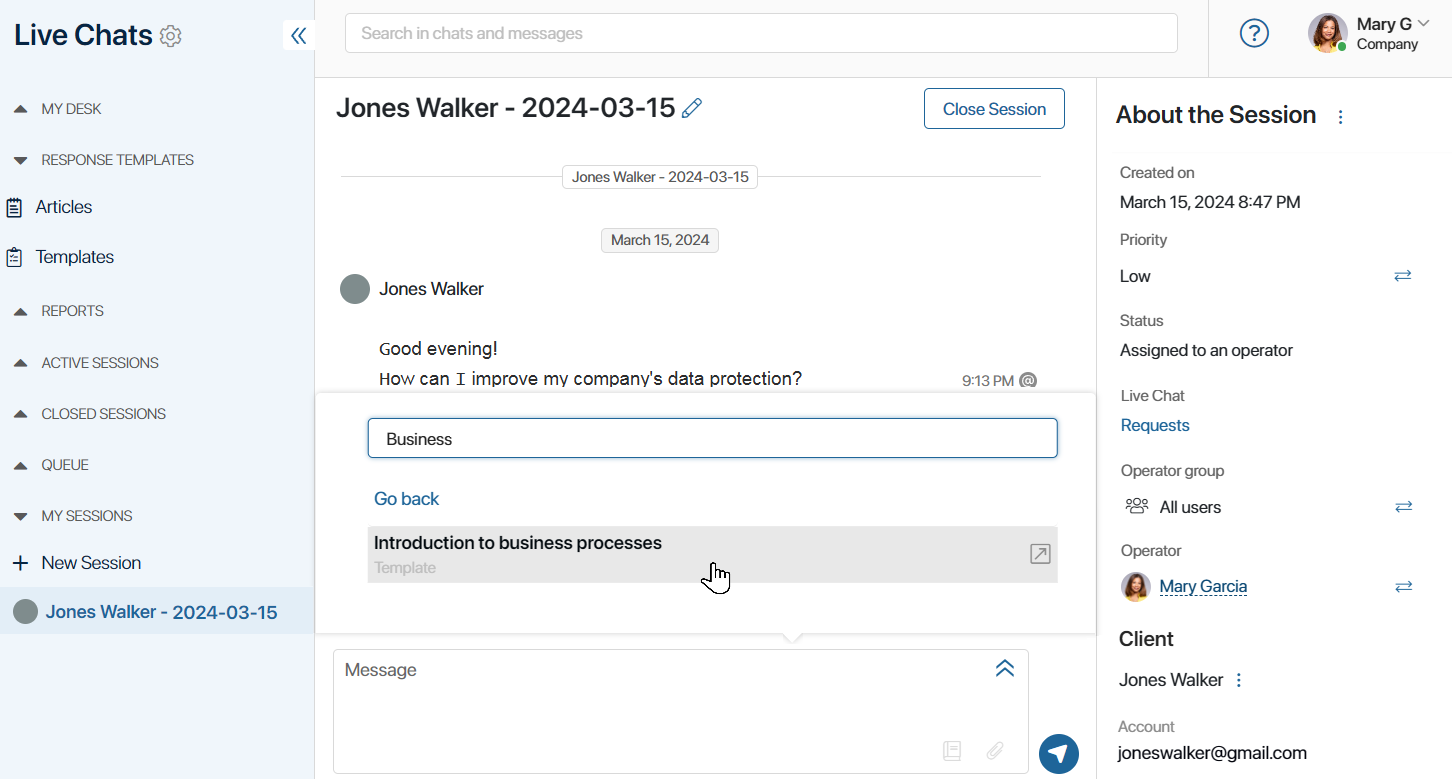 Live Chats
Search in chats and messages
?
Mary G
Company
MY DESK
RESPONSE TEMPLATES
Articles
Templates
REPORTS
ACTIVE SESSIONS
CLOSED SESSIONS
QUEUE
MY SESSIONS
New Session
Jones Walker - 2024-03-15
Jones Walker - 2024-03-15
Close Session
Jones Walker - 2024-03-15
March 15, 2024
Jones Walker
Good evening!
How can I improve my company's data protection?
9:13 PM @
Business
Go back
Introduction to business processes
Template
Message
About the Session
Created on
March 15, 2024 8:47 PM
Priority
Low
Status
Assigned to an operator
Live Chat
Requests
Operator group
All users
Operator
Mary Garcia
Client
Jones Walker
Account
joneswalker@gmail.com